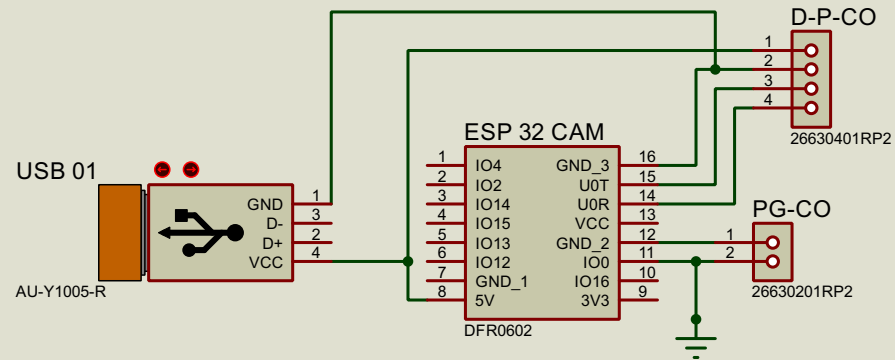 D-P-CO
1
2
3
4
26630401RP2
ESP 32 CAM
1 IO4 GND_3 16
2 IO2 U0T 15
3 IO14 U0R 14
4 IO15 VCC 13
5 IO13 GND_2 12
6 IO12 IO0 11
7 GND_1 IO16 10
8 5V 3V3 9
DFR0602
USB 01
GND 1
D- 3
D+ 2
VCC 4
AU-Y1005-R
PG-CO
1
2
26630201RP2